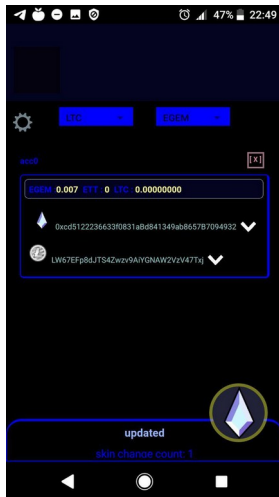 47% 22:49
LTC EGEM
acc0 [X]
EGEM 0.007 ETT 0 LTC 0.00000000
0xcd5122236633f0831aBd841349ab8657B7094932
LW67EFp8dJTS4Zwzv9AiYGNAW2VzV47Txj
updated
skin change count: 1